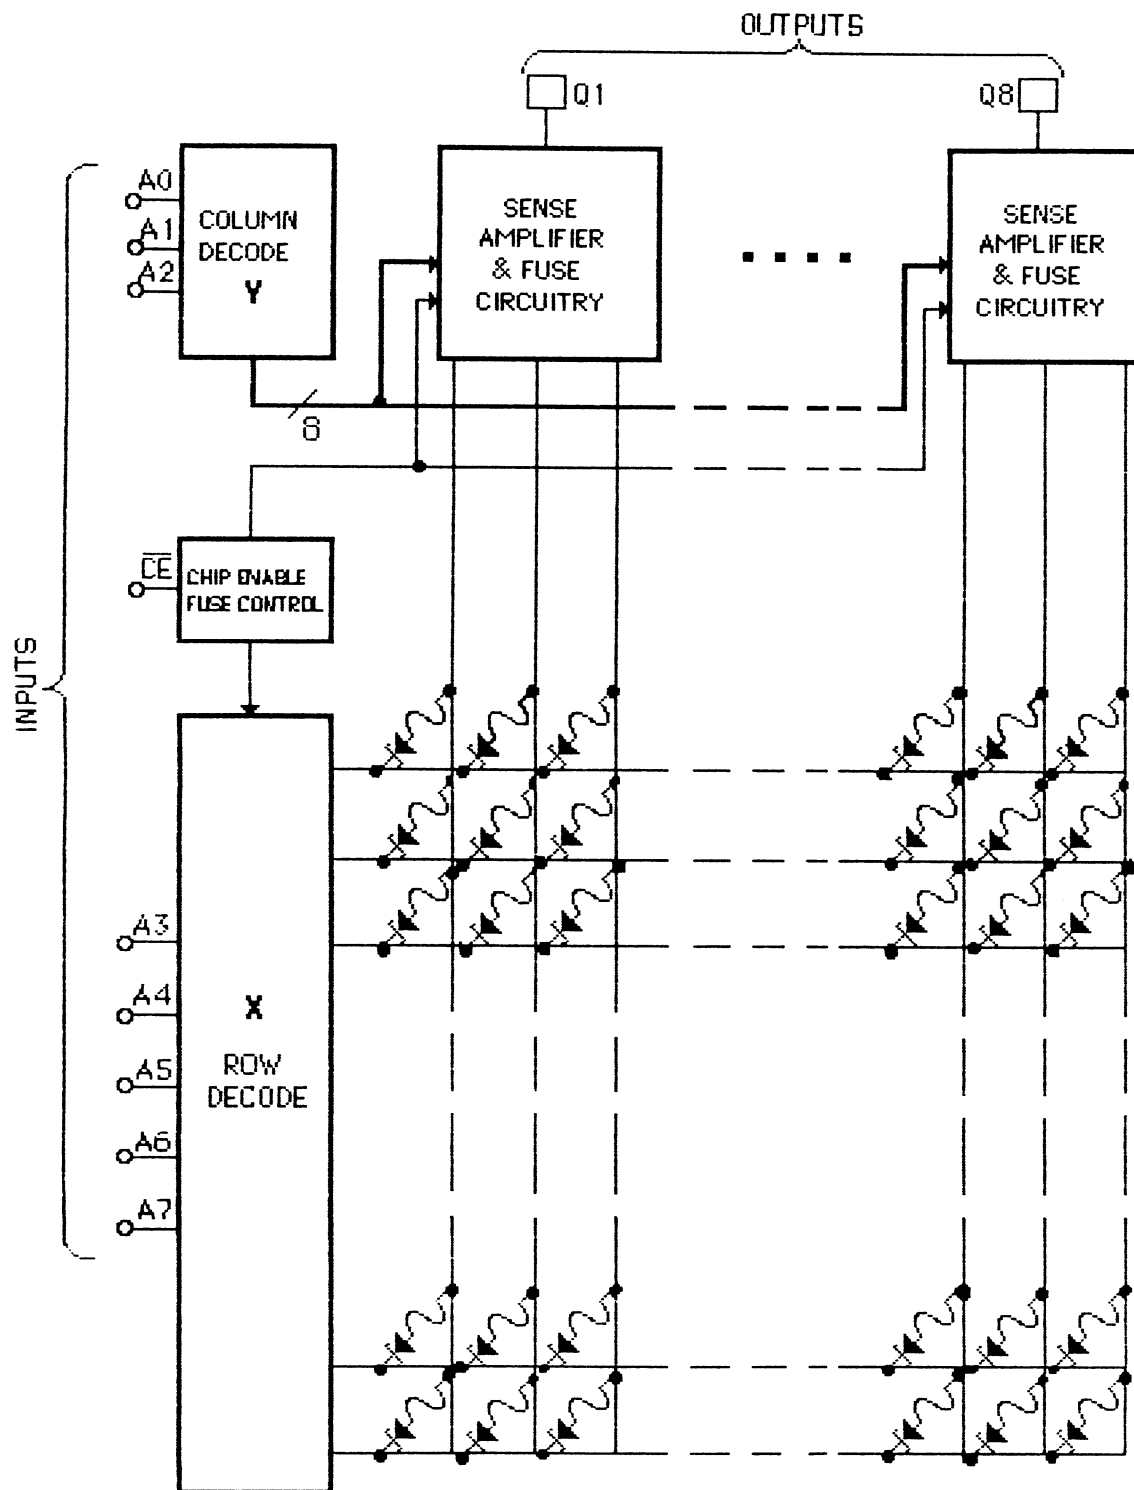 OUTPUTS
Q1
Q8
A0
A1
A2
COLUMN
DECODE
Y
SENSE
AMPLIFIER
& FUSE
CIRCUITRY
SENSE
AMPLIFIER
& FUSE
CIRCUITRY
8
CE
CHIP ENABLE
FUSE CONTROL
INPUTS
A3
A4
A5
A6
A7
X
ROW
DECODE